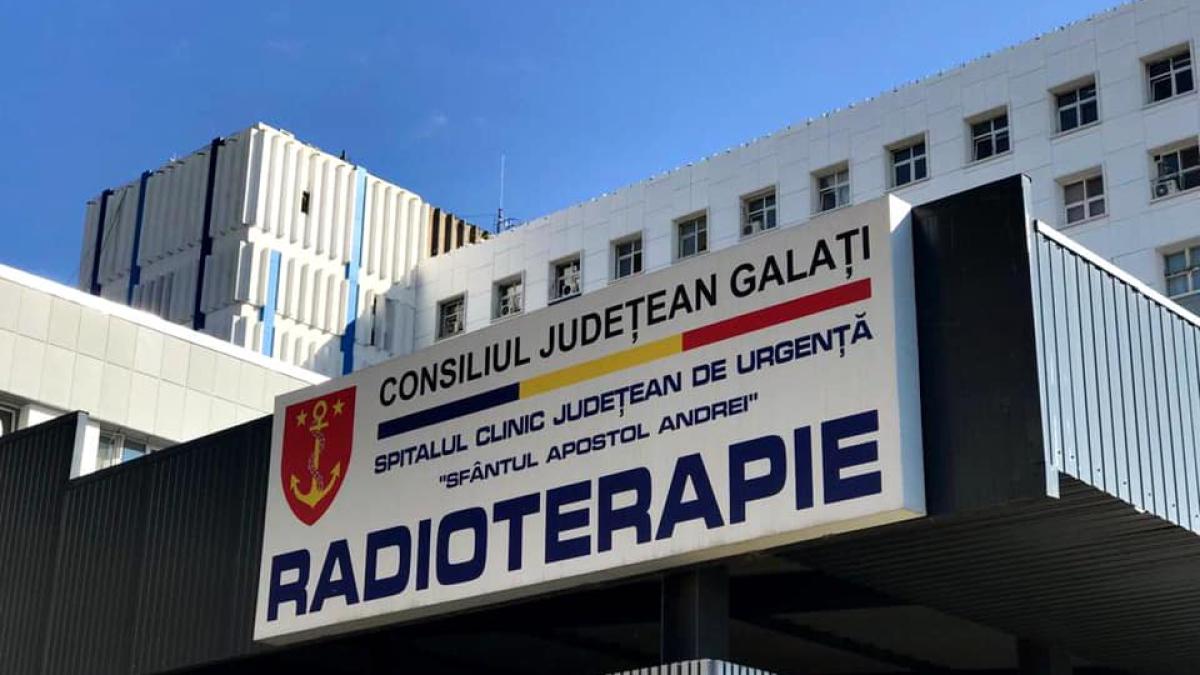 CONSILIUL JUDEȚEAN GALAȚI
SPITALUL CLINIC JUDEȚEAN DE URGENȚĂ
"SFÂNTUL APOSTOL ANDREI"
RADIOTERAPIE